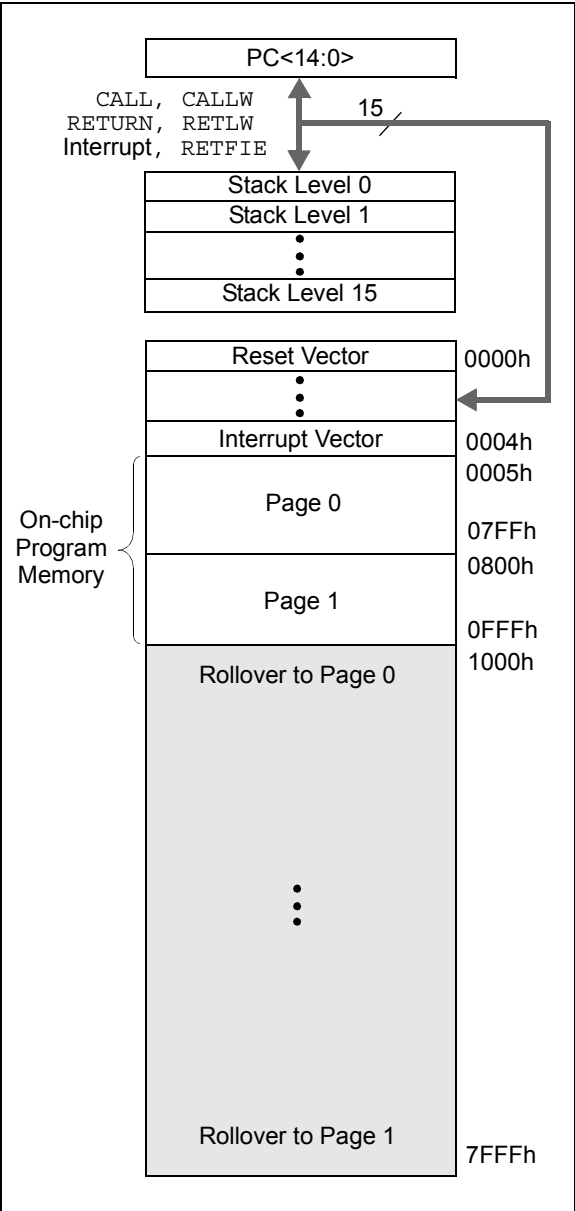 PC<14:0>
CALL, CALLW
15
RETURN, RETLW
Interrupt, RETFIE
Stack Level 0
Stack Level 1
Stack Level 15
Reset Vector
0000h
Interrupt Vector
0004h
0005h
Page 0
On-chip
Program
Memory
07FFh
0800h
Page 1
0FFFh
1000h
Rollover to Page 0
Rollover to Page 1
7FFFh